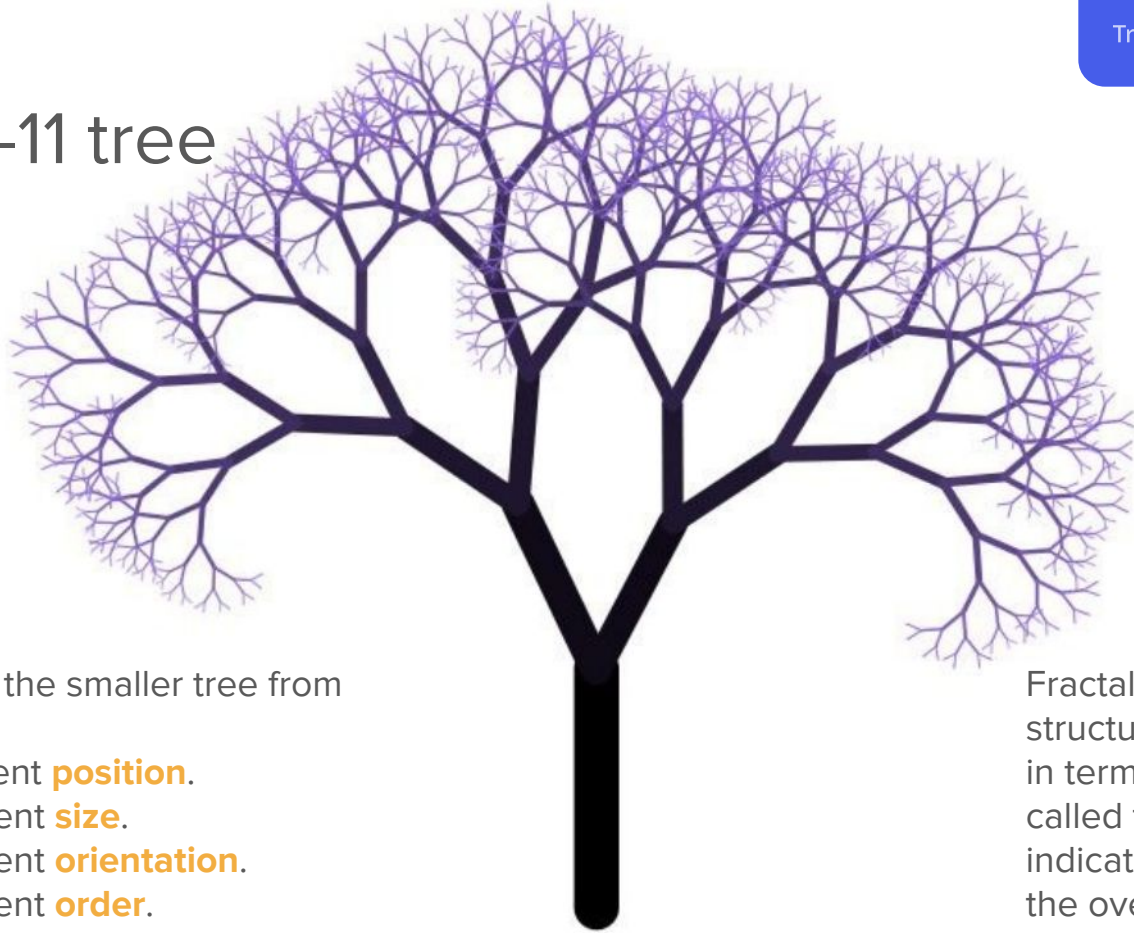 Tr
-11 tree
the smaller tree from
ent position.
ent size.
ent orientation.
ent order.
Fractal
structu
in term
called
indicat
the ove